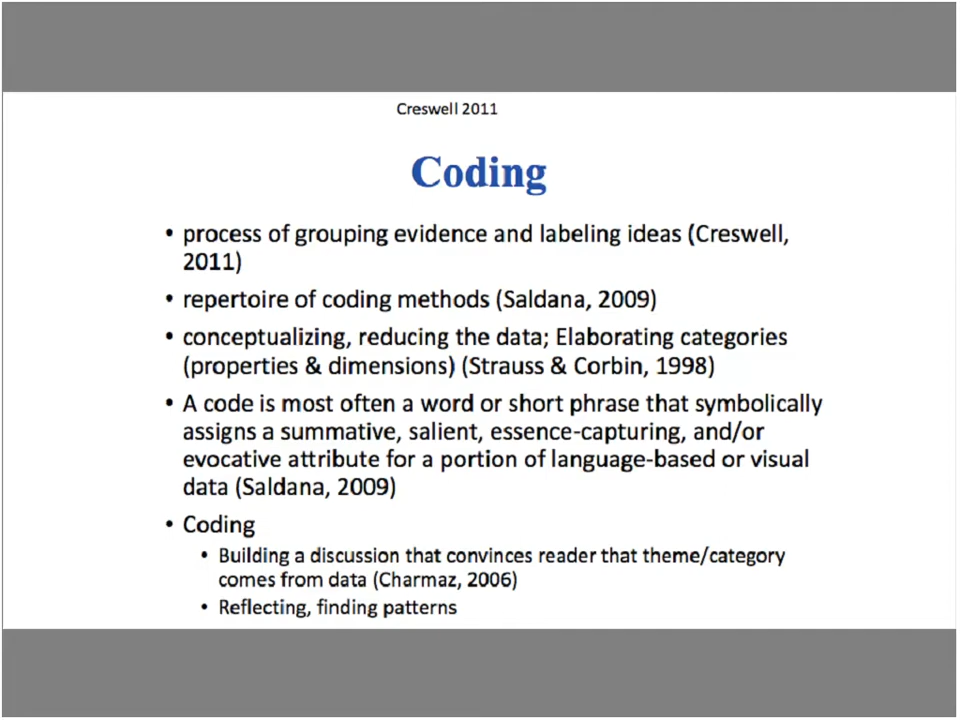 Creswell 2011
Coding
• process of grouping evidence and labeling ideas (Creswell,
2011)
• repertoire of coding methods (Saldana, 2009)
• conceptualizing, reducing the data; Elaborating categories
(properties & dimensions) (Strauss & Corbin, 1998)
• A code is most often a word or short phrase that symbolically
assigns a summative, salient, essence-capturing, and/or
evocative attribute for a portion of language-based or visual
data (Saldana, 2009)
• Coding
• Building a discussion that convinces reader that theme/category
comes from data (Charmaz, 2006)
• Reflecting, finding patterns